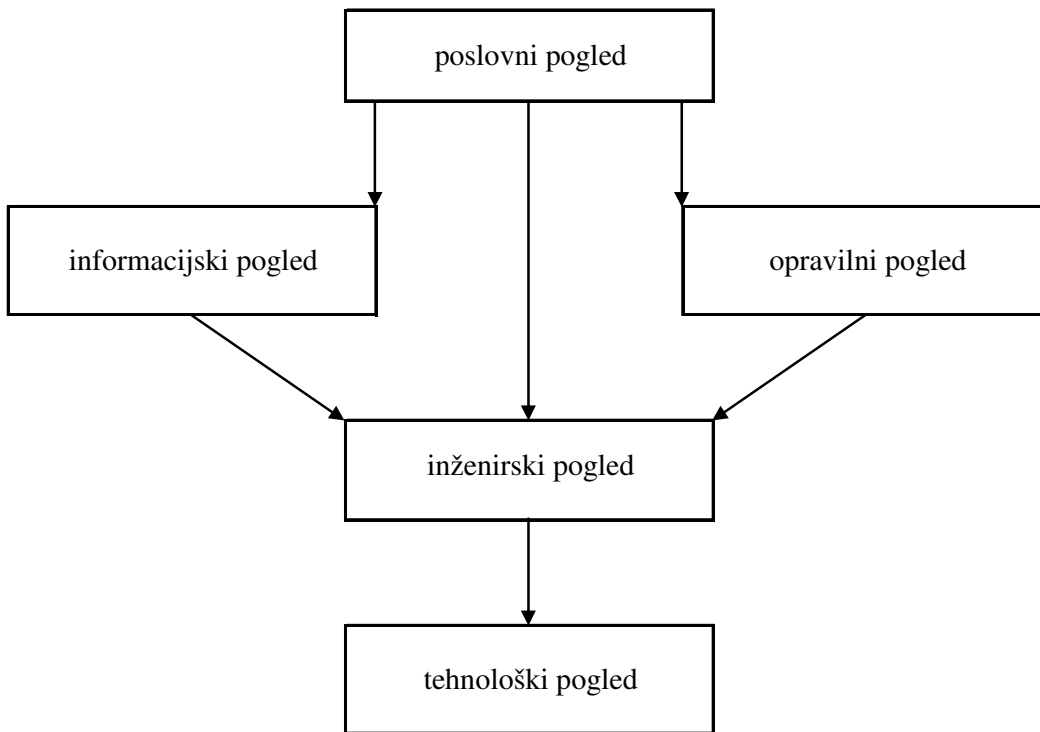 poslovni pogled
informacijski pogled
opravilni pogled
inženirski pogled
tehnološki pogled